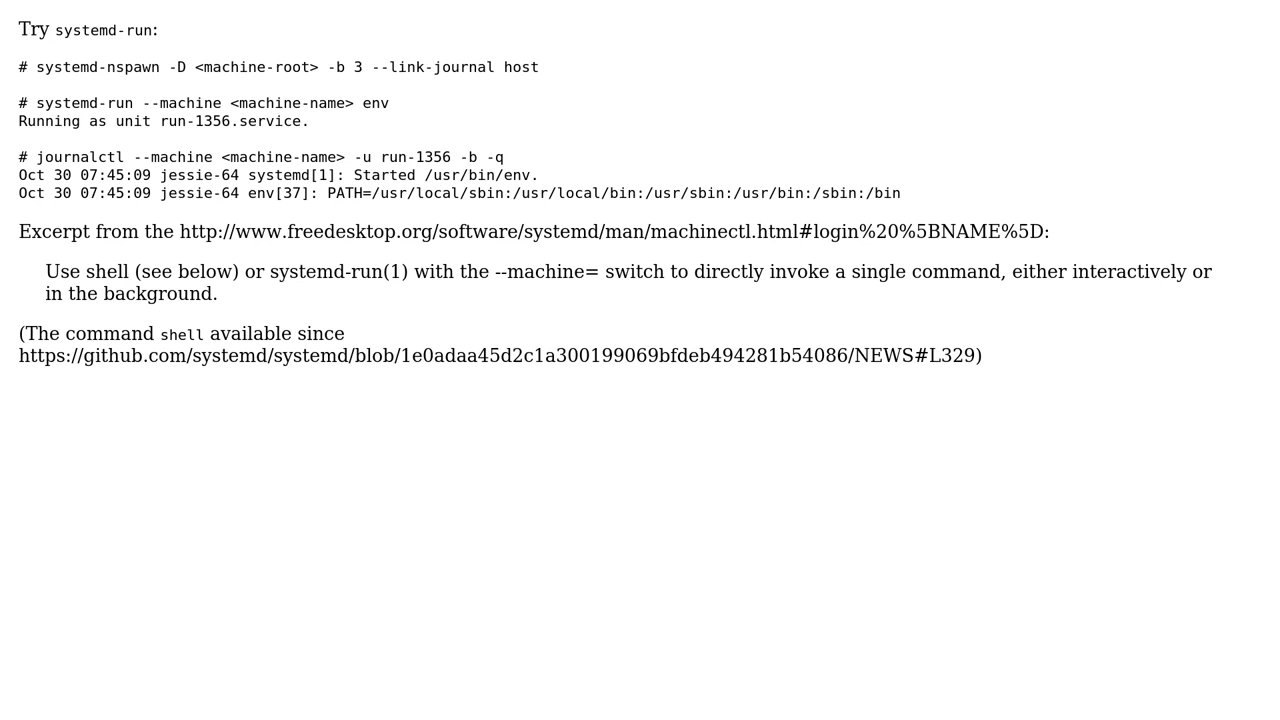 Try systemd-run:
# systemd-nspawn -D <machine-root> -b 3 --link-journal host
# systemd-run --machine <machine-name> env
Running as unit run-1356.service.
# journalctl --machine <machine-name> -u run-1356 -b -q
Oct 30 07:45:09 jessie-64 systemd[1]: Started /usr/bin/env.
Oct 30 07:45:09 jessie-64 env[37]: PATH=/usr/local/sbin:/usr/local/bin:/usr/sbin:/usr/bin:/sbin:/bin
Excerpt from the http://www.freedesktop.org/software/systemd/man/machinectl.html#login%20%5BNAME%5D:
Use shell (see below) or systemd-run(1) with the --machine= switch to directly invoke a single command, either interactively or
in the background.
(The command shell available since
https://github.com/systemd/systemd/blob/1e0adaa45d2c1a300199069bfdeb494281b54086/NEWS#L329)